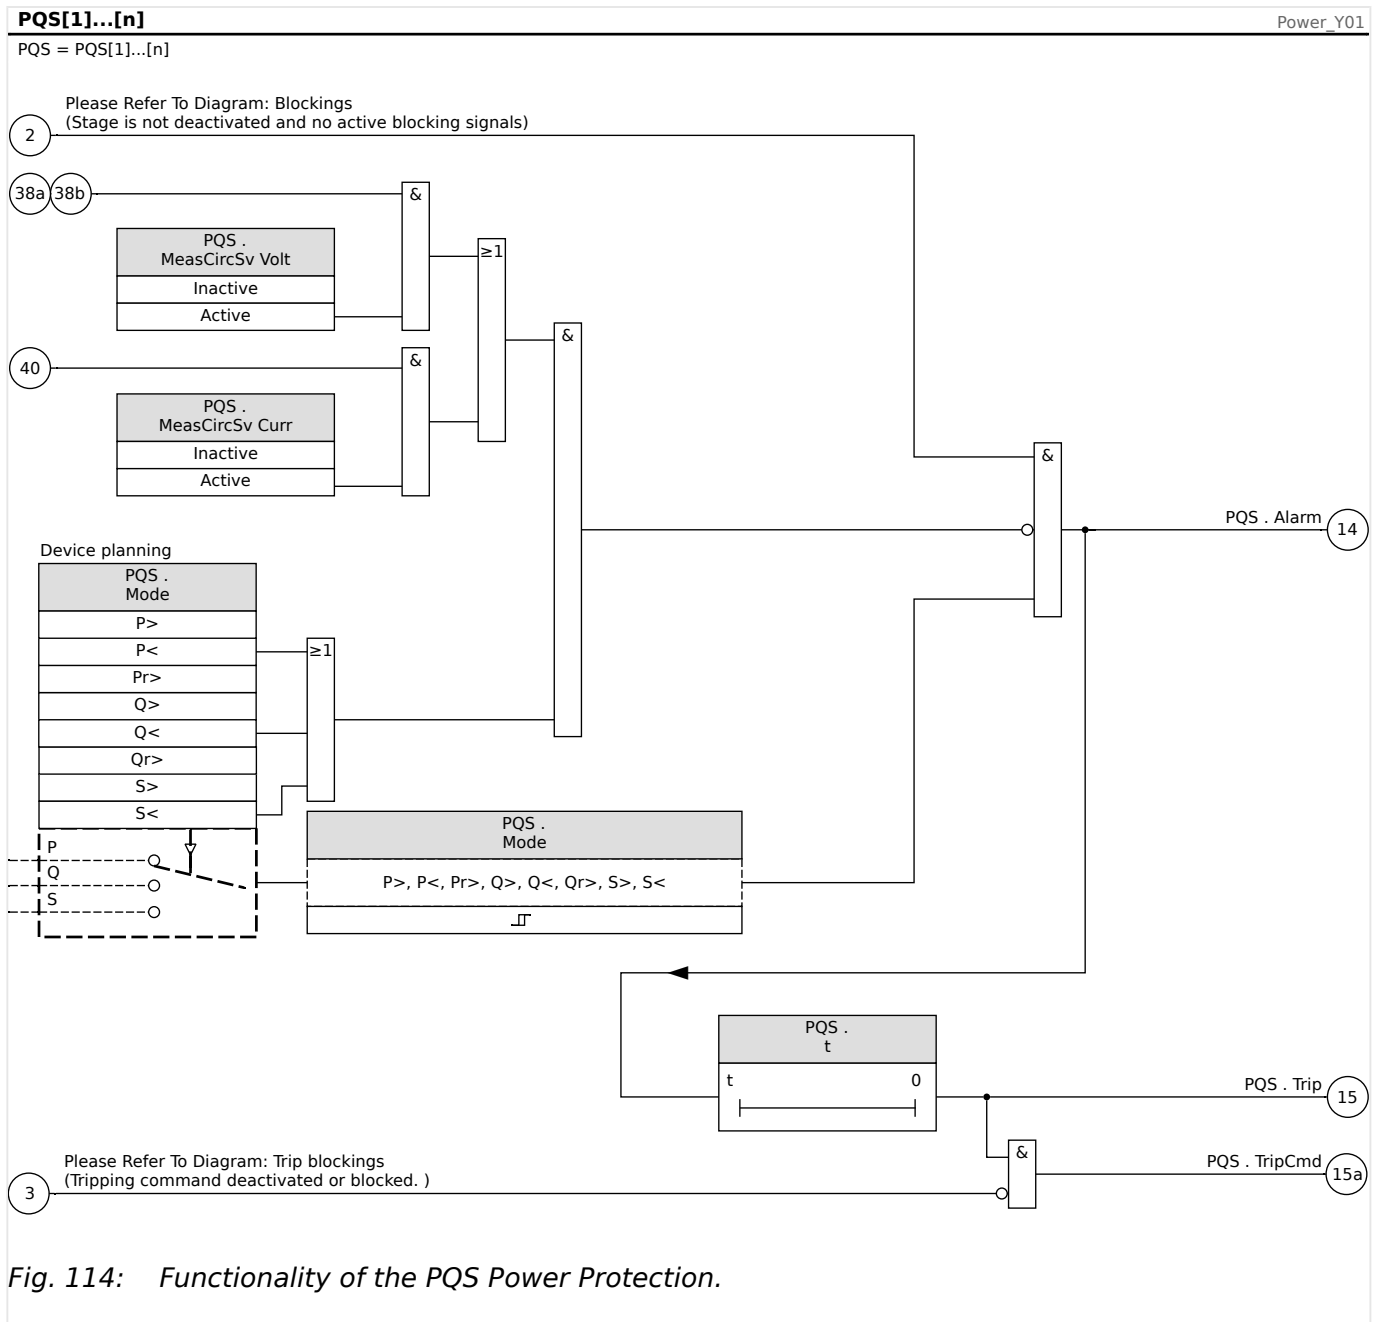 PQS[1]...[n]
Power_Y01
PQS = PQS[1]...[n]
Please Refer To Diagram: Blockings
(Stage is not deactivated and no active blocking signals)
2
38a 38b
&
PQS .
MeasCircSv Volt
Inactive
Active
≥1
&
40
&
PQS .
MeasCircSv Curr
Inactive
Active
&
PQS . Alarm
14
Device planning
PQS .
Mode
P>
P<
Pr>
Q>
Q<
Qr>
S>
S<
≥1
P
Q
S
PQS .
Mode
P>, P<, Pr>, Q>, Q<, Qr>, S>, S<
PQS .
t
t 0
PQS . Trip
15
Please Refer To Diagram: Trip blockings
(Tripping command deactivated or blocked. )
3
&
PQS . TripCmd
15a
Fig. 114: Functionality of the PQS Power Protection.